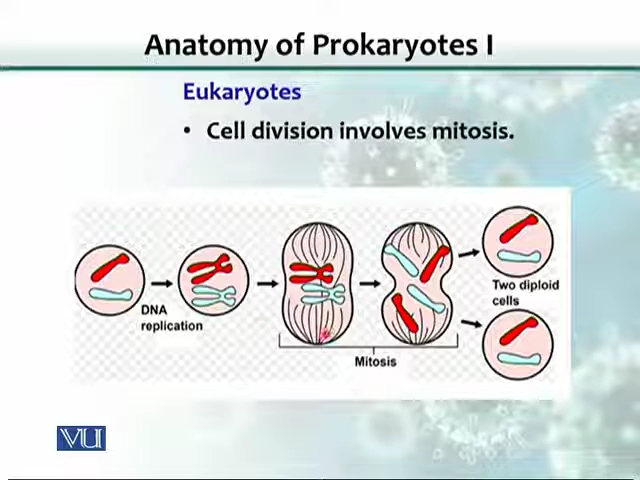 Anatomy of Prokaryotes I
Eukaryotes
• Cell division involves mitosis.
DNA
replication
Mitosis
Two diploid
cells
VU